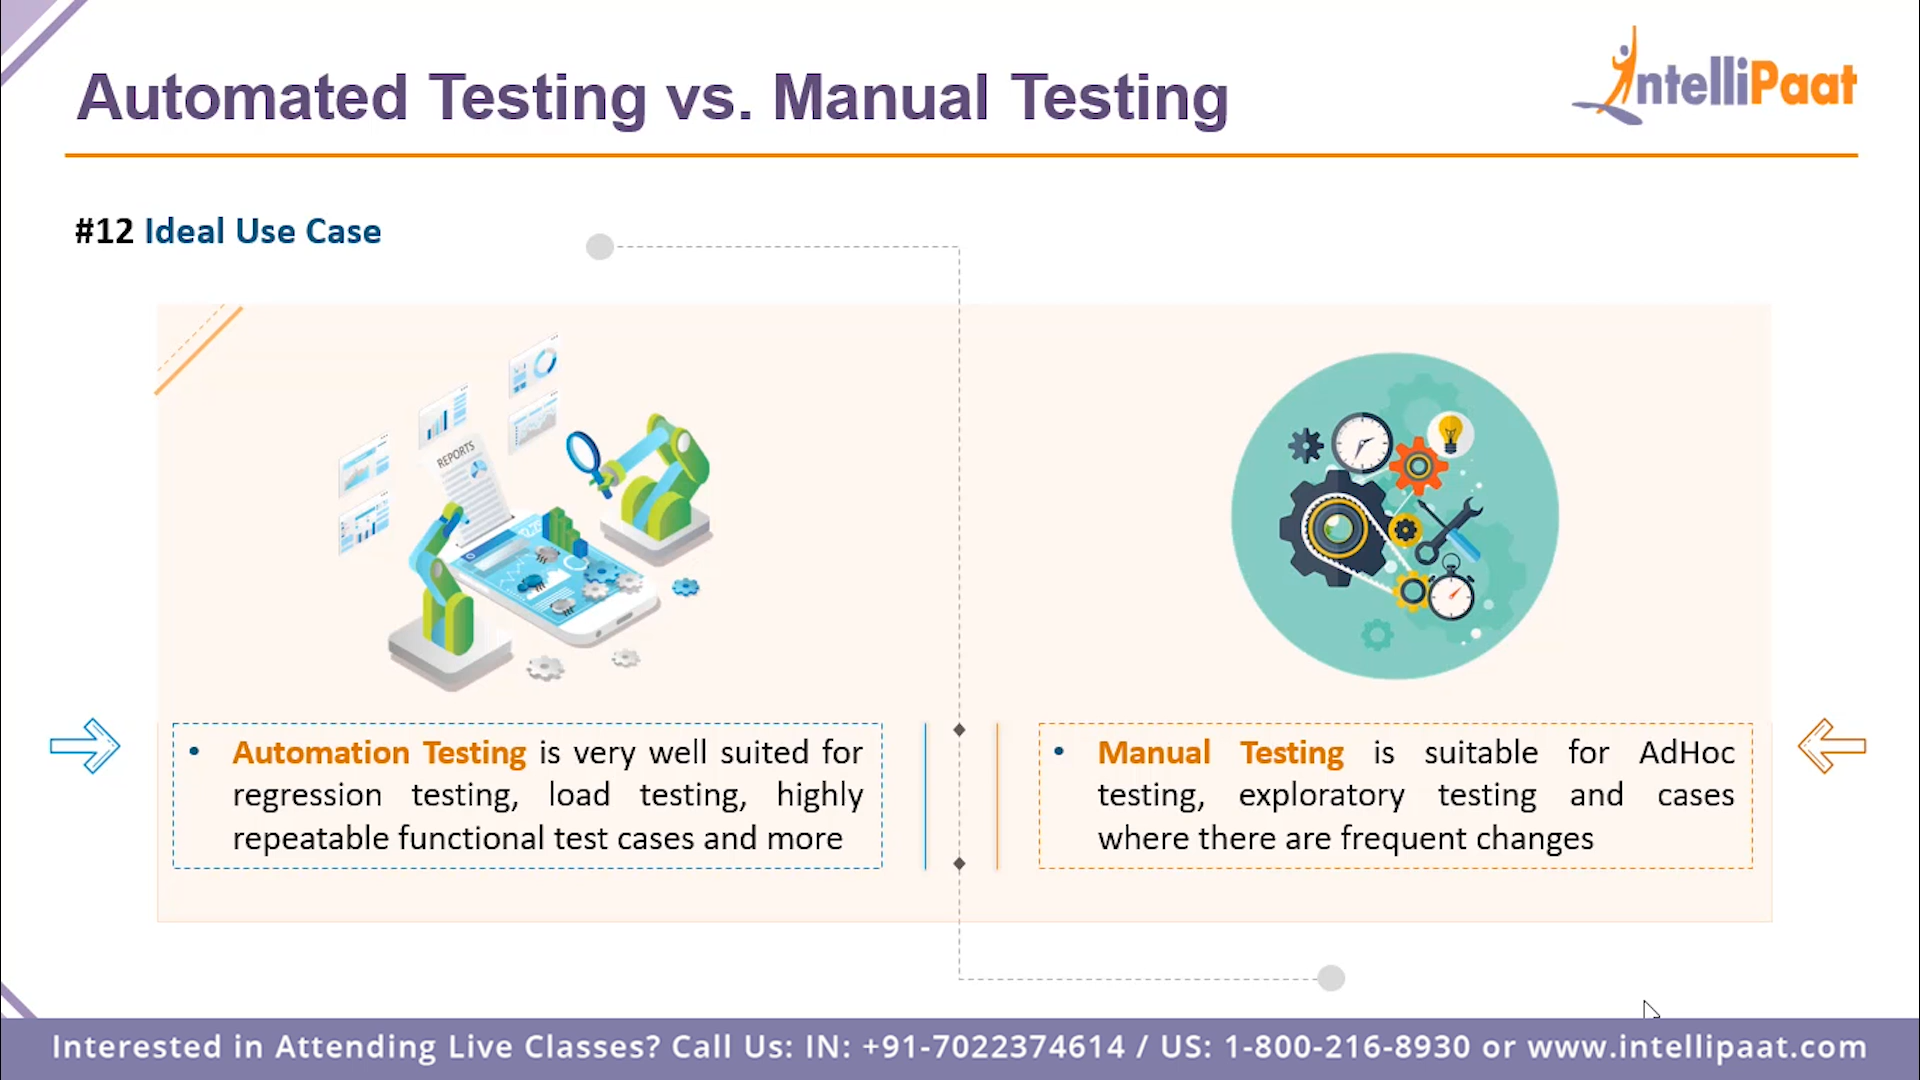 Automated Testing vs. Manual Testing
IntelliPaat
#12 Ideal Use Case
REPORTS
• Automation Testing is very well suited for
regression testing, load testing, highly
repeatable functional test cases and more
• Manual Testing is suitable for AdHoc
testing, exploratory testing and cases
where there are frequent changes
Interested in Attending Live Classes? Call Us: IN: +91-7022374614 / US: 1-800-216-8930 or www.intellipaat.com